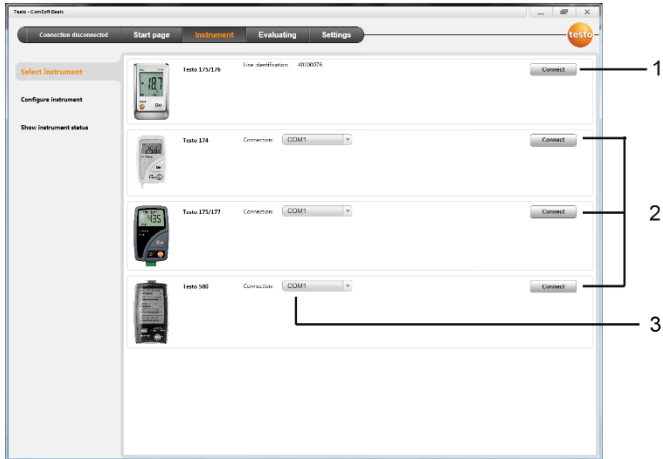 Testo - ComSoft Basic
Connection disconnected Start page Instrument Evaluating Settings testo
Select instrument
Configure instrument
Show instrument status
Testo 175/176 Line identification: 40100076 Connect 1
Testo 174 Connection: COM1 Connect
Testo 175/177 Connection: COM1 Connect 2
Testo 580 Connection: COM1 Connect
3